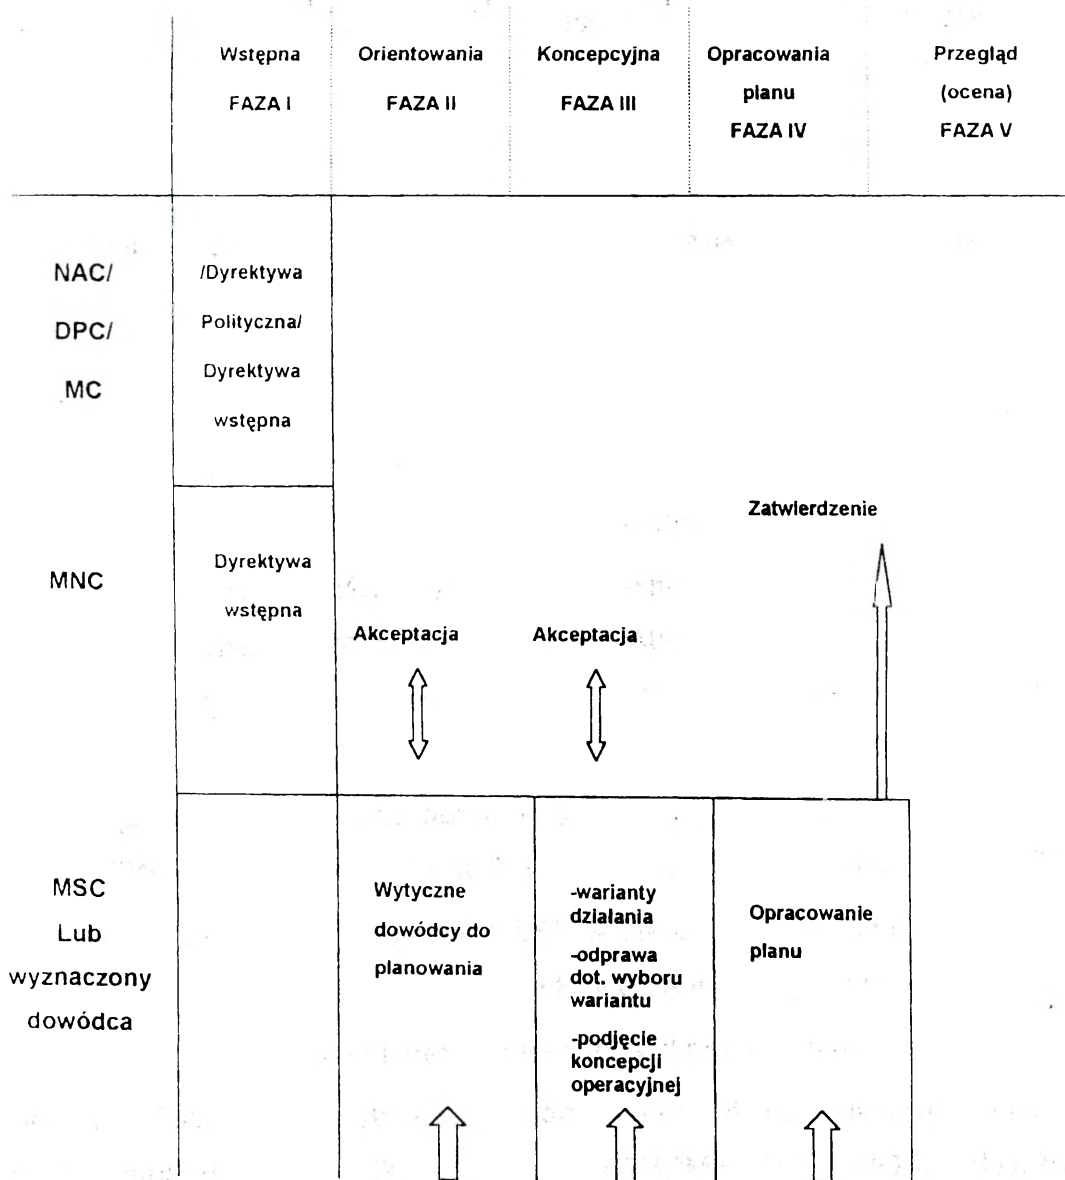 Wstępna
FAZA I
Orientowania
FAZA II
Koncepcyjna
FAZA III
Opracowania
planu
FAZA IV
Przegląd
(ocena)
FAZA V
NAC/
DPC/
MC
/Dyrektywa
Polityczna/
Dyrektywa
wstępna
MNC
Dyrektywa
wstępna
Akceptacja
Akceptacja
Zatwierdzenie
MSC
Lub
wyznaczony
dowódca
Wytyczne
dowódcy do
planowania
-warianty
działania
-odprawa
dot. wyboru
wariantu
-podjęcie
koncepcji
operacyjnej
Opracowanie
planu